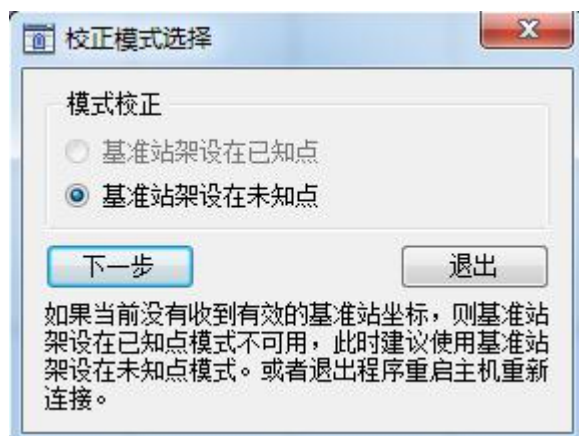 校正模式选择
模式校正
基准站架设在已知点
基准站架设在未知点
下一步
退出
如果当前没有收到有效的基准站坐标，则基准站
架设在已知点模式不可用，此时建议使用基准站
架设在未知点模式。或者退出程序重启主机重新
连接。